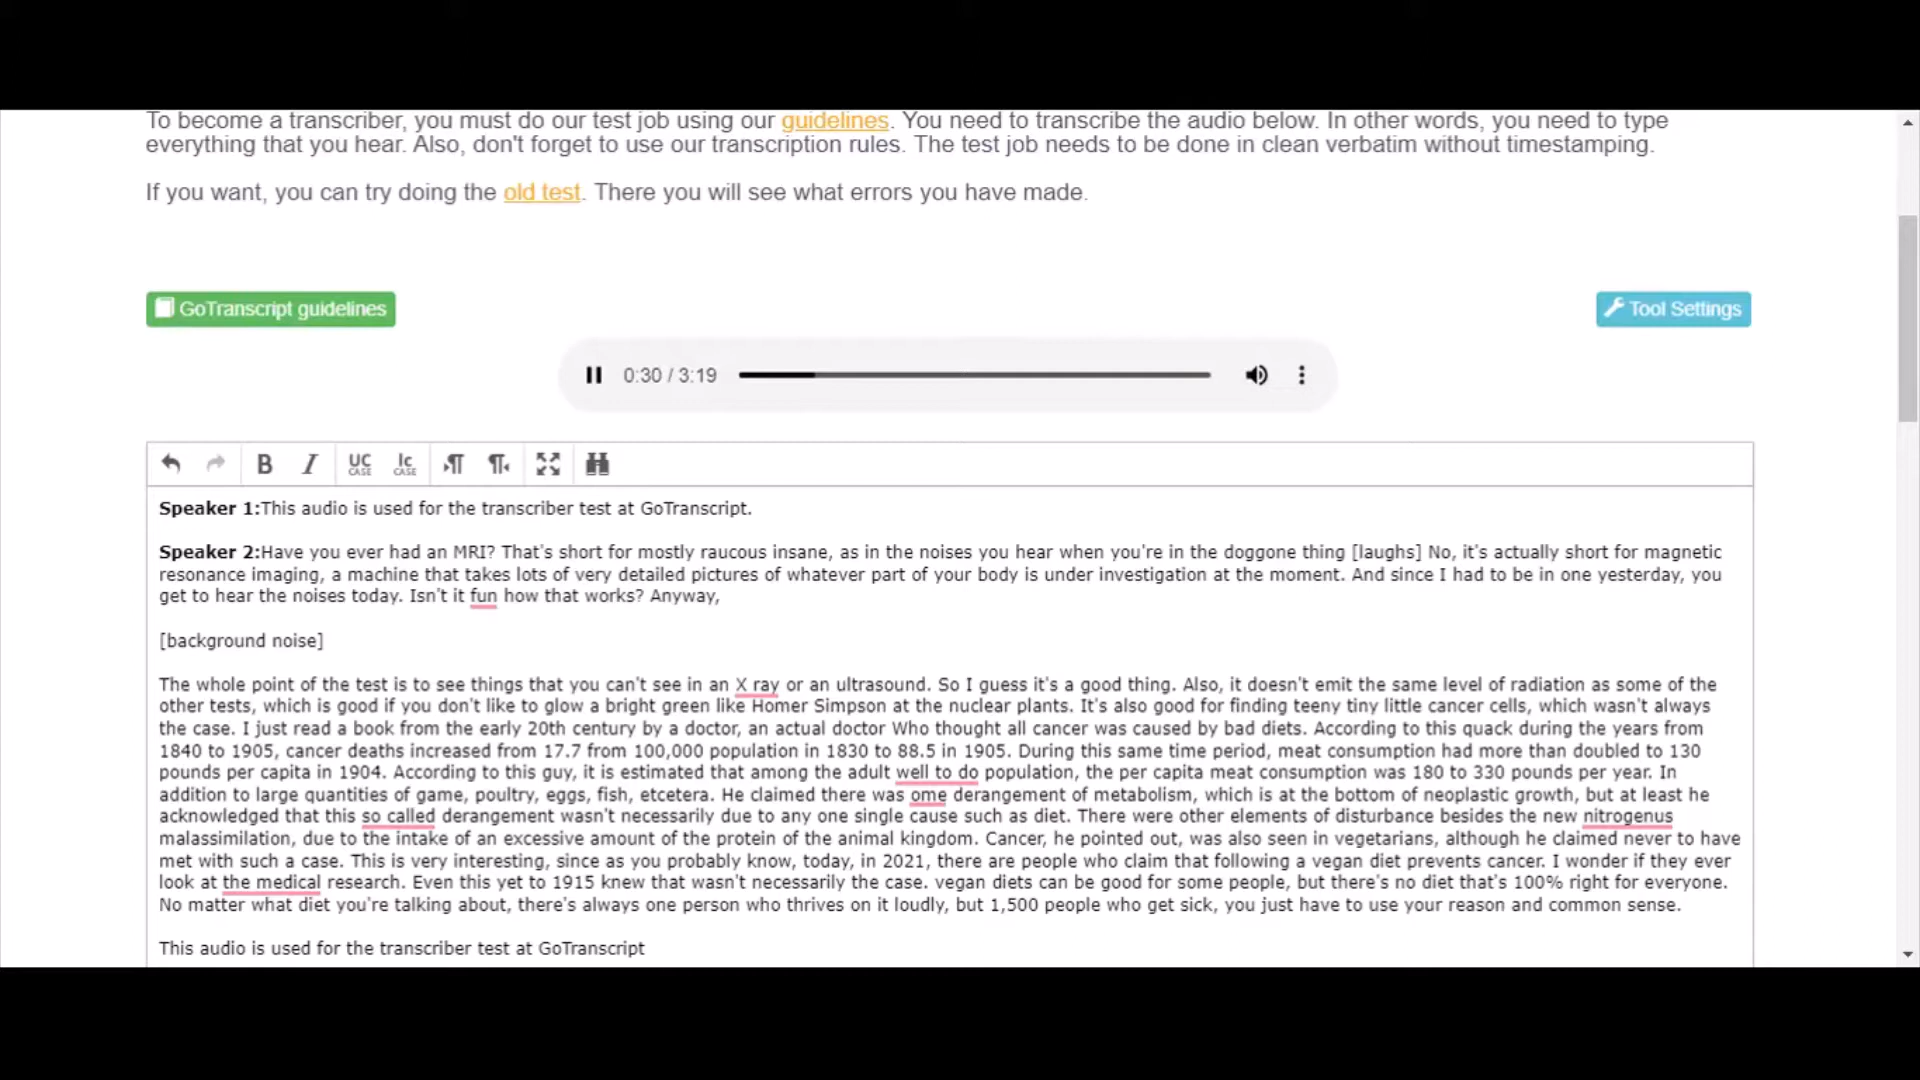 To become a transcriber, you must do our test job using our guidelines. You need to transcribe the audio below. In other words, you need to type
everything that you hear. Also, don't forget to use our transcription rules. The test job needs to be done in clean verbatim without timestamping.
If you want, you can try doing the old test. There you will see what errors you have made.
GoTranscript guidelines
Tool Settings
0:30 / 3:19
B I UC CASE lc CASE
Speaker 1:This audio is used for the transcriber test at GoTranscript.
Speaker 2:Have you ever had an MRI? That's short for mostly raucous insane, as in the noises you hear when you're in the doggone thing [laughs] No, it's actually short for magnetic
resonance imaging, a machine that takes lots of very detailed pictures of whatever part of your body is under investigation at the moment. And since I had to be in one yesterday, you
get to hear the noises today. Isn't it fun how that works? Anyway,
[background noise]
The whole point of the test is to see things that you can't see in an X ray or an ultrasound. So I guess it's a good thing. Also, it doesn't emit the same level of radiation as some of the
other tests, which is good if you don't like to glow a bright green like Homer Simpson at the nuclear plants. It's also good for finding teeny tiny little cancer cells, which wasn't always
the case. I just read a book from the early 20th century by a doctor, an actual doctor Who thought all cancer was caused by bad diets. According to this quack during the years from
1840 to 1905, cancer deaths increased from 17.7 from 100,000 population in 1830 to 88.5 in 1905. During this same time period, meat consumption had more than doubled to 130
pounds per capita in 1904. According to this guy, it is estimated that among the adult well to do population, the per capita meat consumption was 180 to 330 pounds per year. In
addition to large quantities of game, poultry, eggs, fish, etcetera. He claimed there was ome derangement of metabolism, which is at the bottom of neoplastic growth, but at least he
acknowledged that this so called derangement wasn't necessarily due to any one single cause such as diet. There were other elements of disturbance besides the new nitrogenus
malassimilation, due to the intake of an excessive amount of the protein of the animal kingdom. Cancer, he pointed out, was also seen in vegetarians, although he claimed never to have
met with such a case. This is very interesting, since as you probably know, today, in 2021, there are people who claim that following a vegan diet prevents cancer. I wonder if they ever
look at the medical research. Even this yet to 1915 knew that wasn't necessarily the case. vegan diets can be good for some people, but there's no diet that's 100% right for everyone.
No matter what diet you're talking about, there's always one person who thrives on it loudly, but 1,500 people who get sick, you just have to use your reason and common sense.
This audio is used for the transcriber test at GoTranscript